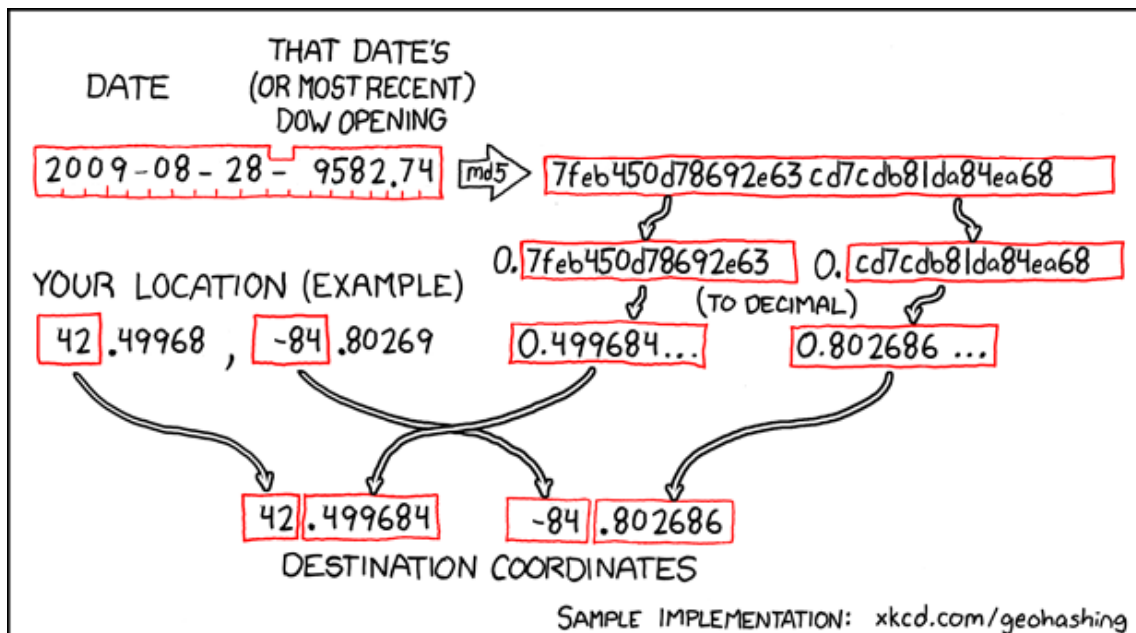 DATE
THAT DATE'S
(OR MOST RECENT)
DOW OPENING
2009-08-28- 9582.74
md5
7feb450d78692e63cd7cdb81da84ea68
0.7feb450d78692e63
0.cd7cdb81da84ea68
YOUR LOCATION (EXAMPLE)
(TO DECIMAL)
42.49968, -84.80269
0.499684...
0.802686 ...
42.499684
-84.802686
DESTINATION COORDINATES
SAMPLE IMPLEMENTATION: xkcd.com/geohashing